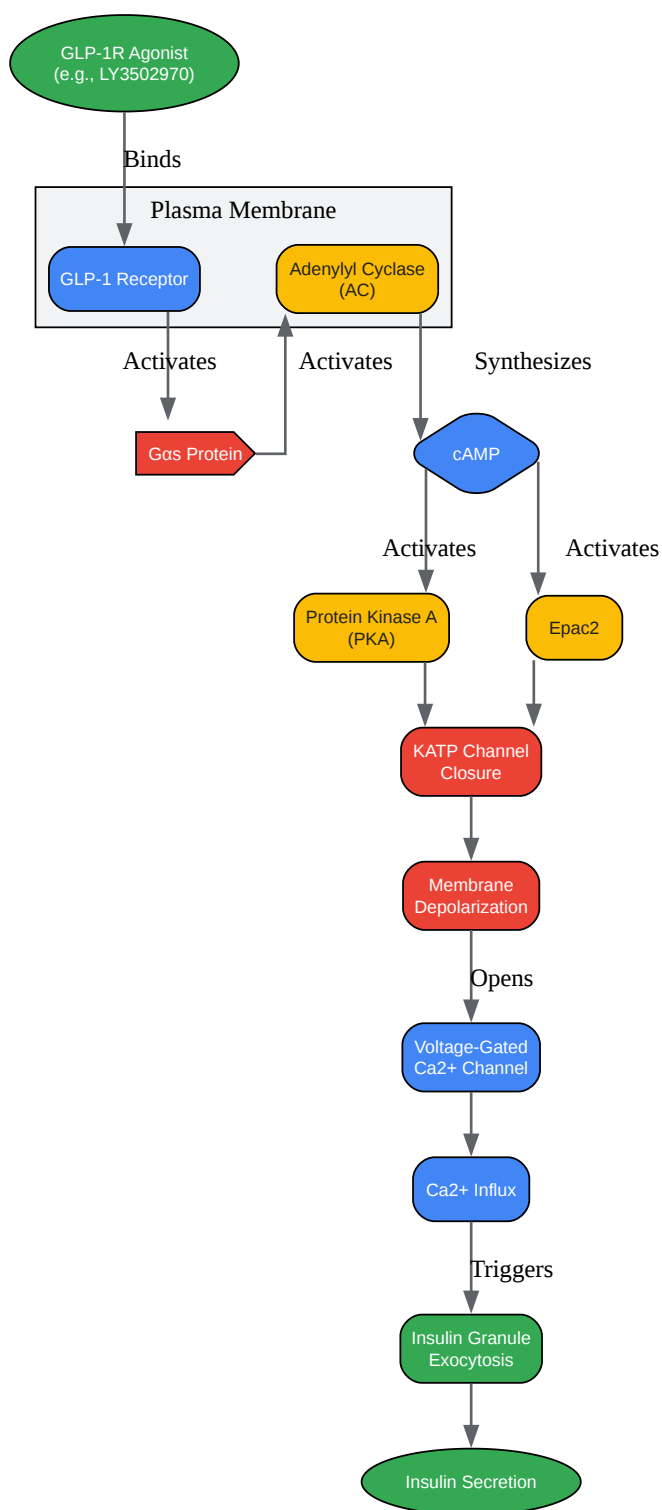 GLP-1R Agonist
(e.g., LY3502970)
Binds
Plasma Membrane
GLP-1 Receptor
Adenylyl Cyclase
(AC)
Activates
Activates
Synthesizes
Gαs Protein
cAMP
Activates
Activates
Protein Kinase A
(PKA)
Epac2
KATP Channel
Closure
Membrane
Depolarization
Opens
Voltage-Gated
Ca2+ Channel
Ca2+ Influx
Triggers
Insulin Granule
Exocytosis
Insulin Secretion